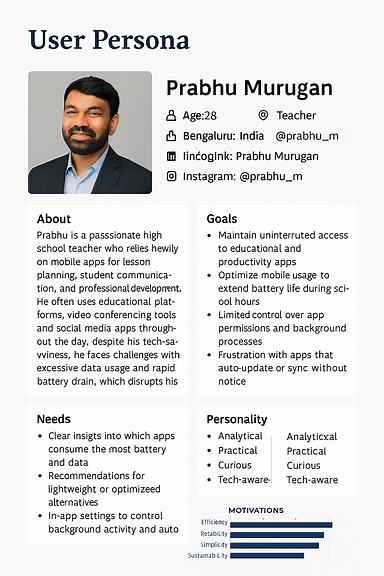 User Persona
Prabhu Murugan
Age:28
Teacher
Bengaluru: India @prabhu_m
Iinćogİnk: Prabhu Murugan
Instagram: @prabhu_m
About
Prabhu is a passsionate high
school teacher who relies hewily
on mobile apps for lesson
planning, student communica-
tion, and professional development.
He often uses educational plat-
forms, video conferencing tools
and social media apps through-
out the day, despite his tech-sa-
vviness, he faces challenges with
excessive data usage and rapid
battery drain, which disrupts his
Goals
• Maintain uninterruted access
to educational and
productivity apps
• Optimize mobile usage to
extend battery life during sci-
ool hours
• Limited control over app
permissions and background
processes
• Frustration with apps that
auto-update or sync without
notice
Needs
• Clear insigts into which apps
consume the most battery
and data
• Recommendations for
lightweight or optimizeed
alternatives
• In-app settings to control
background activity and auto
Personality
• Analytical
• Practical
• Curious
• Tech-aware
Analyticxal
Practical
Curious
Tech-aware
MOTIVATIONS
Efficiency
Retability
Simplicity
Sustainability